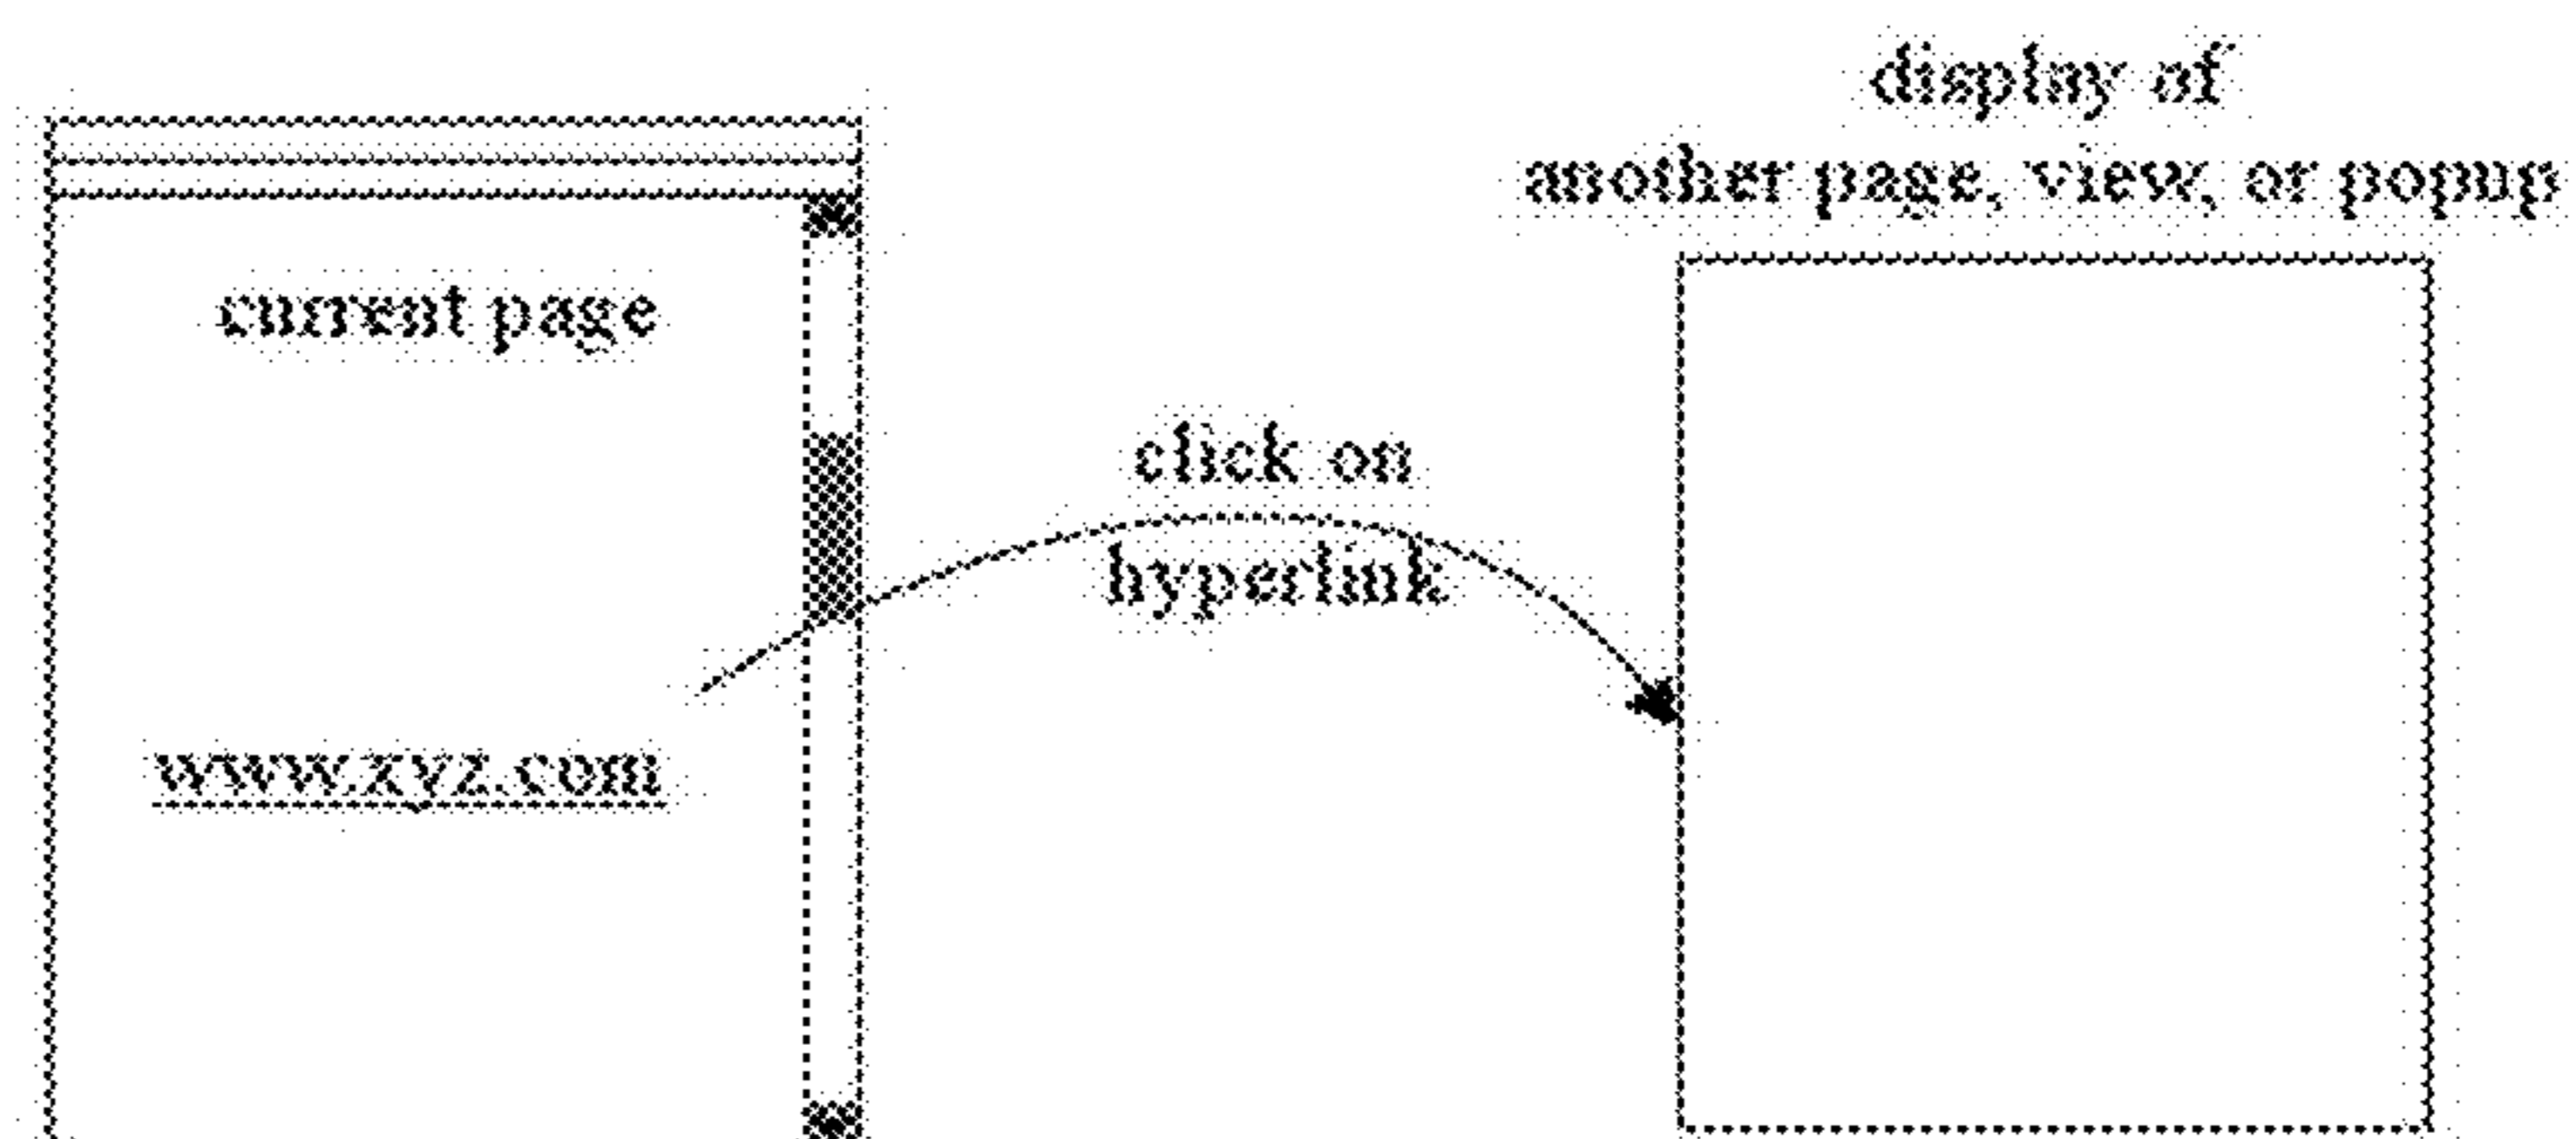 display of
another page, view, or popup
current page
click on
hyperlink
www.xyz.com